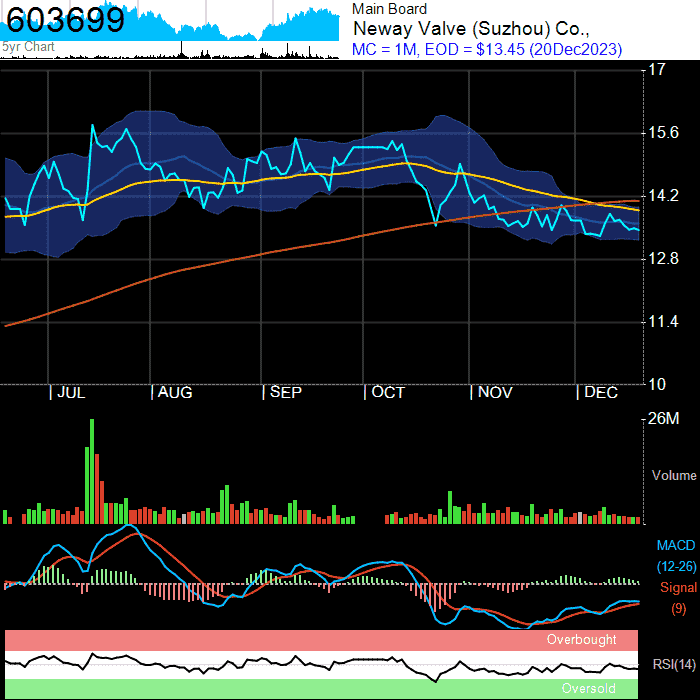 603699
5yr Chart
Main Board
Neway Valve (Suzhou) Co.,
MC = 1M, EOD = $13.45 (20Dec2023)
17
15.6
14.2
12.8
11.4
10
| JUL | AUG | SEP | OCT | NOV | DEC
26M
Volume
MACD
(12-26)
Signal
(9)
Overbought
RSI(14)
Oversold